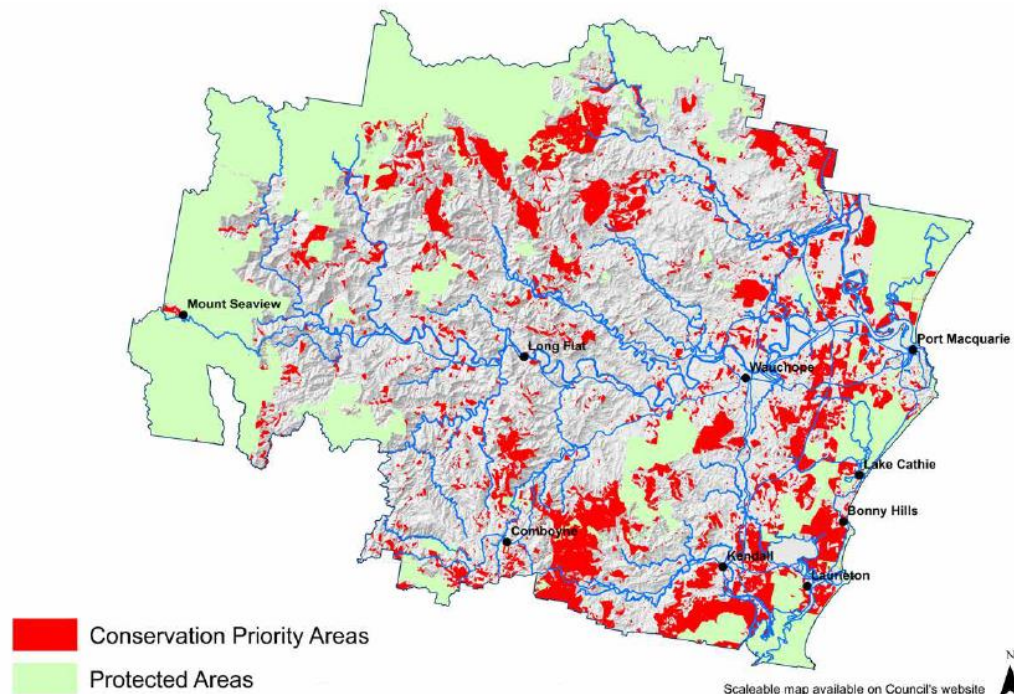 Mount Seaview
Long Flat
Port Macquarie
Wauchope
Lake Cathie
Bonny Hills
Comboyne
Kendall
Laurieton
Conservation Priority Areas
Protected Areas
N
Scaleable map available on Council's website